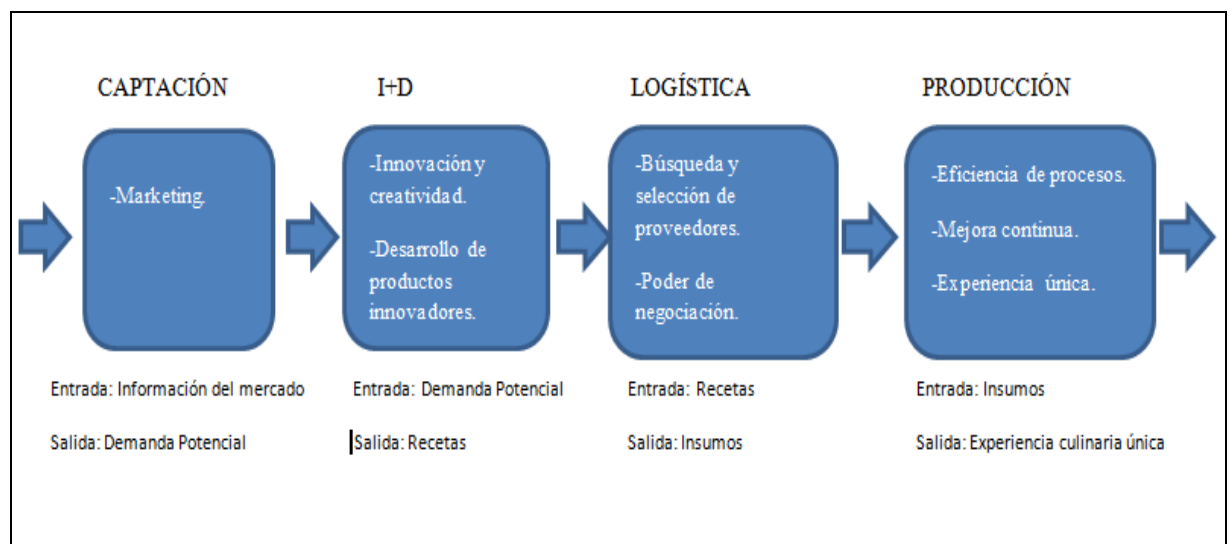 CAPTACIÓN
-Marketing.
Entrada: Información del mercado
Salida: Demanda Potencial
I+D
-Innovación y
creatividad.
-Desarrollo de
productos
innovadores.
Entrada: Demanda Potencial
Salida: Recetas
LOGÍSTICA
-Búsqueda y
selección de
proveedores.
-Poder de
negociación.
Entrada: Recetas
Salida: Insumos
PRODUCCIÓN
-Eficiencia de procesos.
-Mejora continua.
-Experiencia única.
Entrada: Insumos
Salida: Experiencia culinaria única